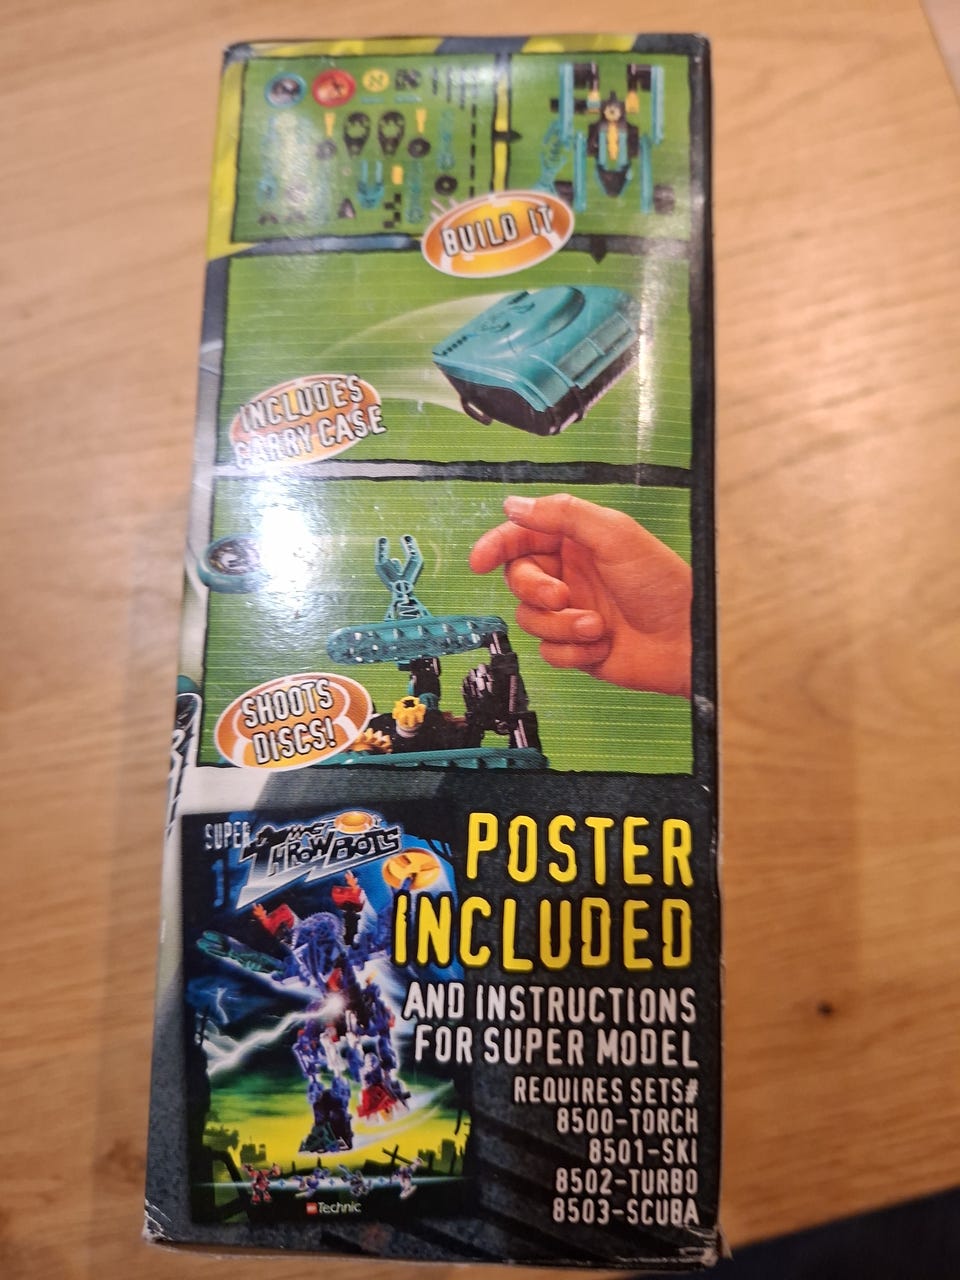 BUILD IT
INCLUDES
CARRY CASE
SHOOTS
DISCS!
SUPER
THE
THROWBOTS
POSTER
INCLUDED
AND INSTRUCTIONS
FOR SUPER MODEL
REQUIRES SETS#
8500-TORCH
8501-SKI
8502-TURBO
8503-SCUBA
Technic